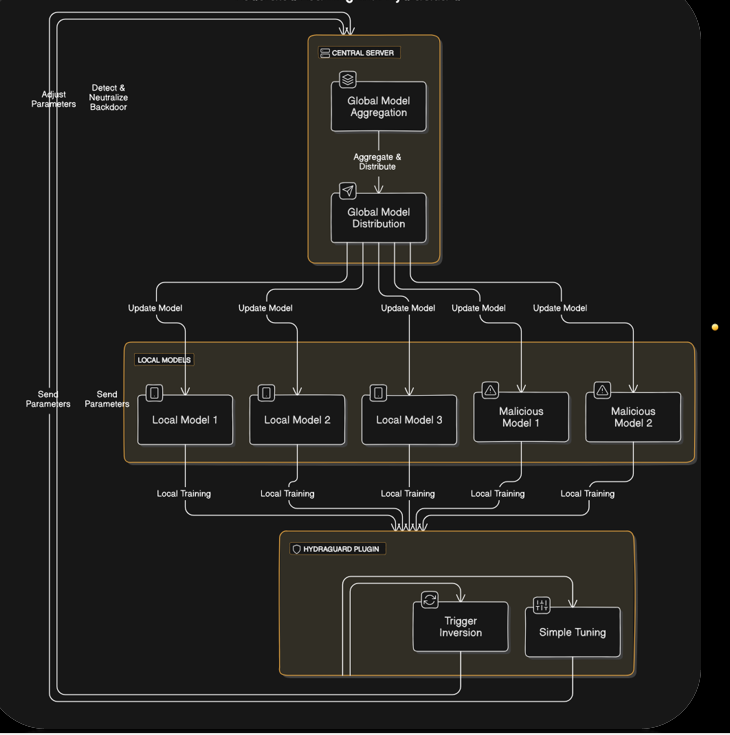 CENTRAL SERVER
Global Model
Aggregation
Adjust
Parameters
Detect &
Neutralize
Backdoor
Aggregate &
Distribute
Global Model
Distribution
Update Model
Update Model
Update Model
Update Model
Update Model
LOCAL MODELS
Send
Parameters
Send
Parameters
Local Model 1
Local Model 2
Local Model 3
Malicious
Model 1
Malicious
Model 2
Local Training
Local Training
Local Training
Local Training
Local Training
HYDRAGUARD PLUGIN
Trigger
Inversion
Simple Tuning